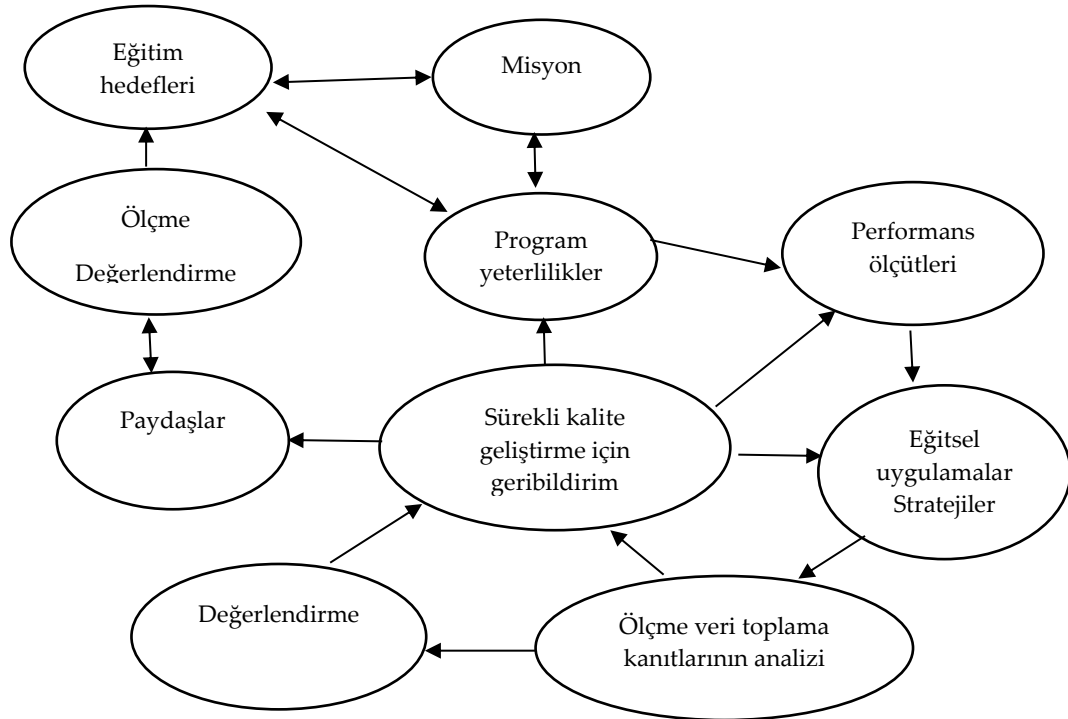 Eğitim
hedefleri
Misyon
Ölçme
Değerlendirme
Program
yeterlilikler
Performans
ölçütleri
Paydaşlar
Sürekli kalite
geliştirme için
geribildirim
Eğitsel
uygulamalar
Stratejiler
Değerlendirme
Ölçme veri toplama
kanıtlarının analizi